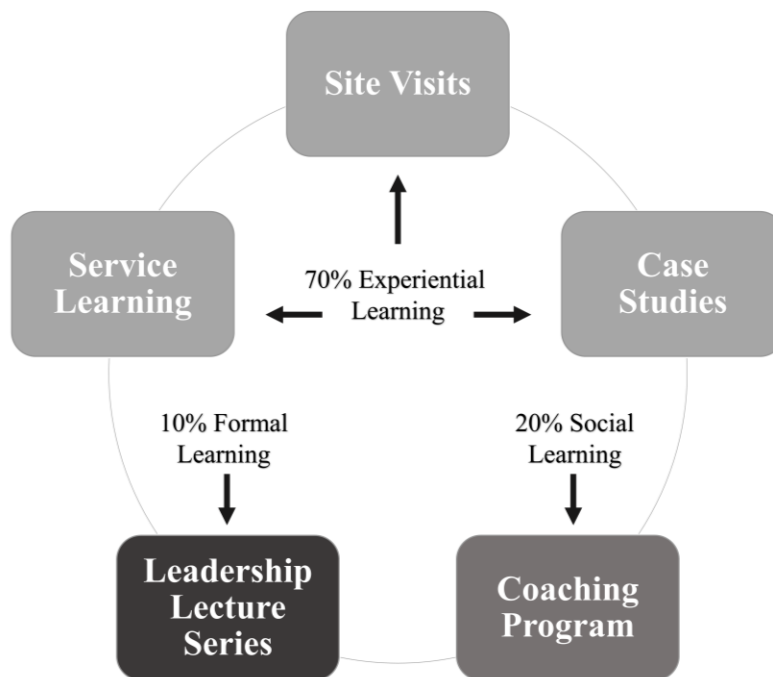 Site Visits
Service
Learning
70% Experiential
Learning
Case
Studies
10% Formal
Learning
20% Social
Learning
Leadership
Lecture
Series
Coaching
Program